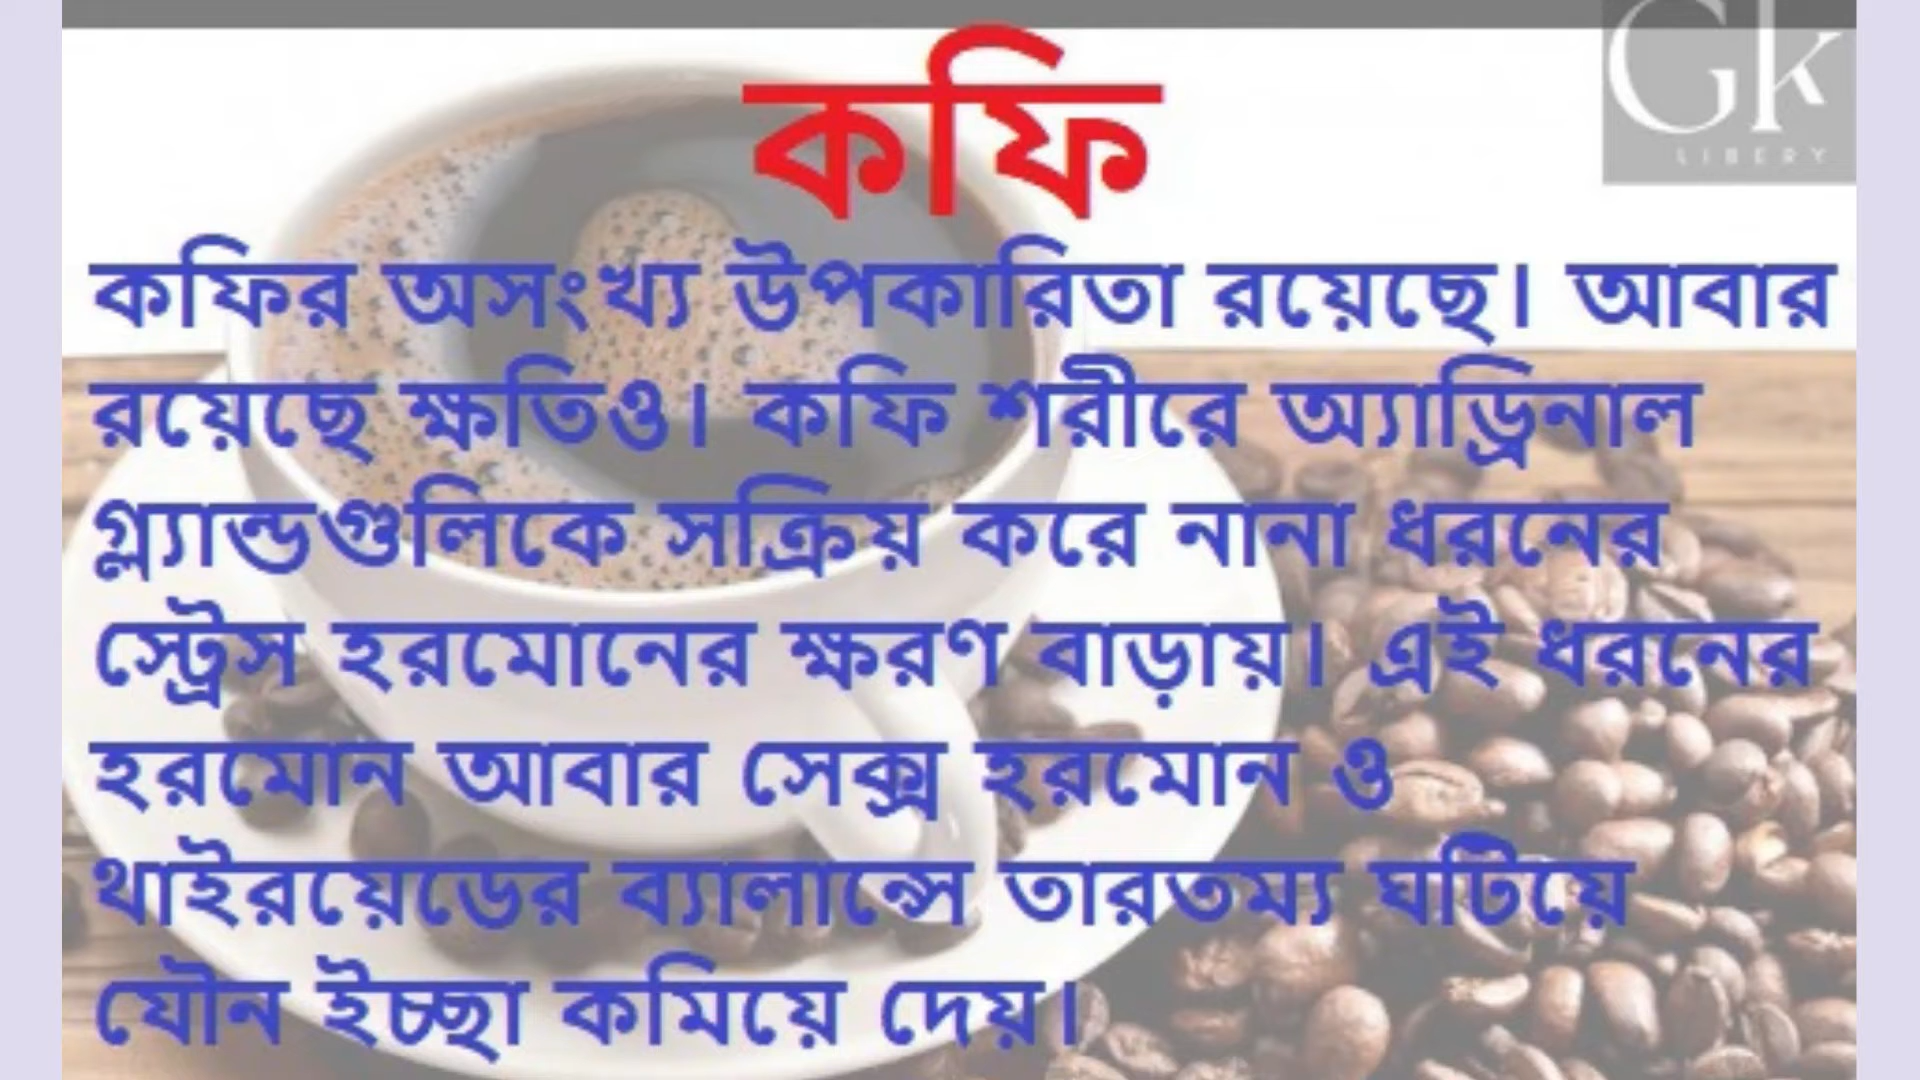 Gk
LIBERY
কফি
কফির অসংখ্য উপকারিতা রয়েছে। আবার
রয়েছে ক্ষতিও। কফি শরীরে অ্যাড্রিনাল
গ্ল্যান্ডগুলিকে সক্রিয় করে নানা ধরনের
স্ট্রেস হরমোনের ক্ষরণ বাড়ায়। এই ধরনের
হরমোন আবার সেক্স হরমোন ও
থাইরয়েডের ব্যালান্সে তারতম্য ঘটিয়ে
যৌন ইচ্ছা কমিয়ে দেয়।